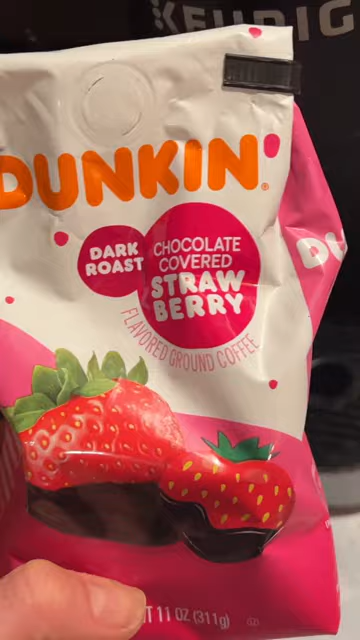 KEURIG
DUNKIN'®
DARK
ROAST
CHOCOLATE
COVERED
STRAW
BERRY
FLAVORED GROUND COFFEE
11 OZ (311g)